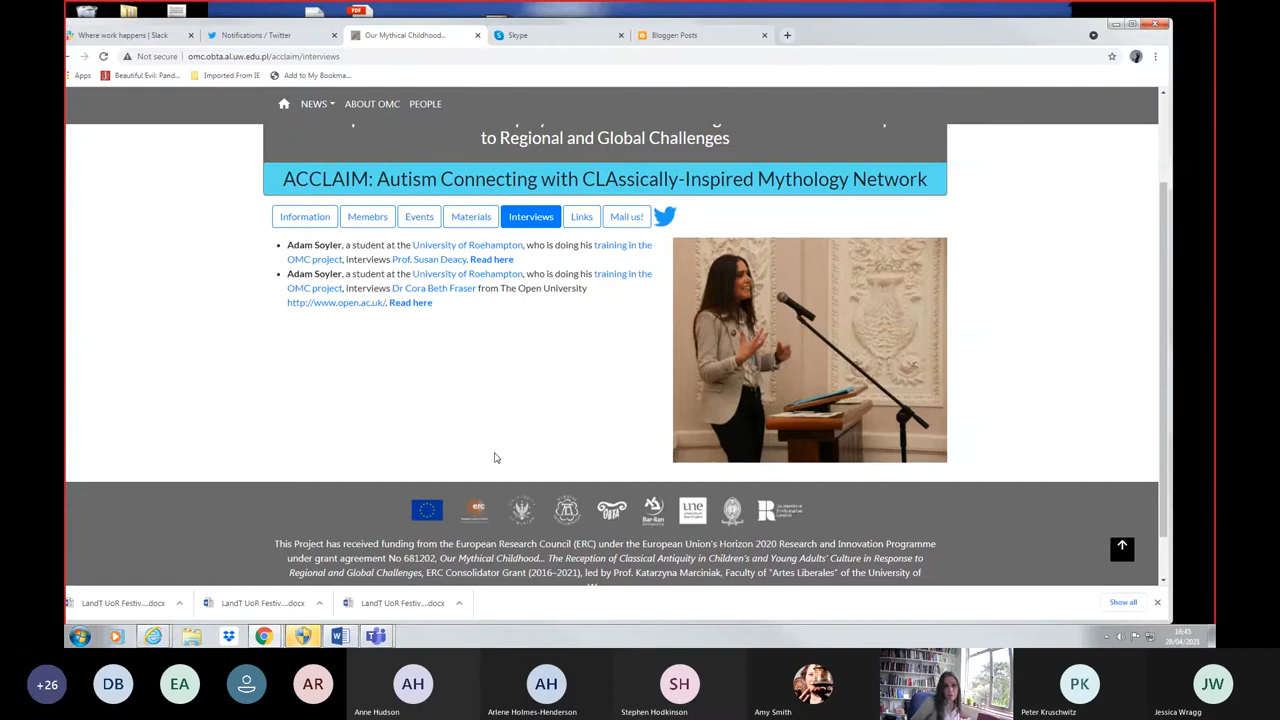 Where work happens | Slack
Notifications / Twitter
Our Mythical Childhood...
Skype
Blogger: Posts
Not secure
omc.obta.al.uw.edu.pl/acclaim/interviews
Apps
Beautiful Evil: Pand...
Imported From IE
Add to My Bookma...
NEWS
ABOUT OMC
PEOPLE
to Regional and Global Challenges
ACCLAIM: Autism Connecting with CLAssically-Inspired Mythology Network
Information
Memebrs
Events
Materials
Interviews
Links
Mail us!
Adam Soyler, a student at the University of Roehampton, who is doing his training in the
OMC project, interviews Prof. Susan Deacy. Read here
Adam Soyler, a student at the University of Roehampton, who is doing his training in the
OMC project, interviews Dr Cora Beth Fraser from The Open University
http://www.open.ac.uk/. Read here
erc
OBTA
Bar-Ilan
une
This Project has received funding from the European Research Council (ERC) under the European Union's Horizon 2020 Research and Innovation Programme
under grant agreement No 681202, Our Mythical Childhood... The Reception of Classical Antiquity in Children's and Young Adults' Culture in Response to
Regional and Global Challenges, ERC Consolidator Grant (2016–2021), led by Prof. Katarzyna Marciniak, Faculty of "Artes Liberales" of the University of
LandT UoR Festiv....docx
LandT UoR Festiv....docx
LandT UoR Festiv....docx
Show all
16:45
28/04/2021
+26
DB
EA
AR
AH
Anne Hudson
AH
Arlene Holmes-Henderson
SH
Stephen Hodkinson
Amy Smith
PK
Peter Kruschwitz
JW
Jessica Wragg